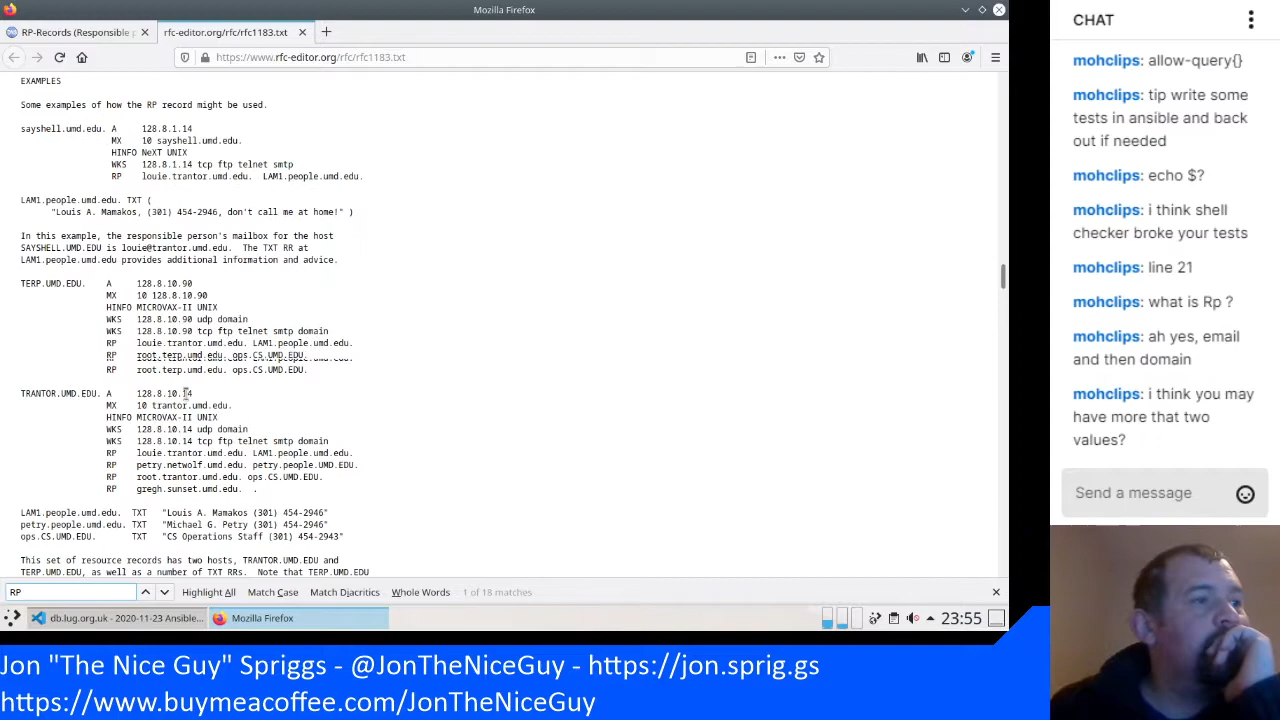 Mozilla Firefox
RP-Records (Responsible p
rfc-editor.org/rfc/rfc1183.txt
https://www.rfc-editor.org/rfc/rfc1183.txt
EXAMPLES
Some examples of how the RP record might be used.
sayshell.umd.edu. A 128.8.1.14
MX 10 sayshell.umd.edu.
HINFO NeXT UNIX
WKS 128.8.1.14 tcp ftp telnet smtp
RP louie.trantor.umd.edu. LAM1.people.umd.edu.
LAM1.people.umd.edu. TXT (
"Louis A. Mamakos, (301) 454-2946, don't call me at home!" )
In this example, the responsible person's mailbox for the host
SAYSHELL.UMD.EDU is louie@trantor.umd.edu. The TXT RR at
LAM1.people.umd.edu provides additional information and advice.
TERP.UMD.EDU. A 128.8.10.90
MX 10 128.8.10.90
HINFO MICROVAX-II UNIX
WKS 128.8.10.90 udp domain
WKS 128.8.10.90 tcp ftp telnet smtp domain
RP louie.trantor.umd.edu. LAM1.people.umd.edu.
RP root.terp.umd.edu. ops.CS.UMD.EDU.
RP root.terp.umd.edu. ops.CS.UMD.EDU.
TRANTOR.UMD.EDU. A 128.8.10.14
MX 10 trantor.umd.edu.
HINFO MICROVAX-II UNIX
WKS 128.8.10.14 udp domain
WKS 128.8.10.14 tcp ftp telnet smtp domain
RP louie.trantor.umd.edu. LAM1.people.umd.edu.
RP petry.netwolf.umd.edu. petry.people.UMD.EDU.
RP root.trantor.umd.edu. ops.CS.UMD.EDU.
RP gregh.sunset.umd.edu. .
LAM1.people.umd.edu. TXT "Louis A. Mamakos (301) 454-2946"
petry.people.umd.edu. TXT "Michael G. Petry (301) 454-2946"
ops.CS.UMD.EDU. TXT "CS Operations Staff (301) 454-2943"
This set of resource records has two hosts, TRANTOR.UMD.EDU and
TERP.UMD.EDU, as well as a number of TXT RRs. Note that TERP.UMD.EDU
RP
Highlight All
Match Case
Match Diacritics
Whole Words
1 of 18 matches
db.lug.org.uk - 2020-11-23 Ansible...
Mozilla Firefox
23:55
CHAT
mohclips: allow-query{}
mohclips: tip write some
tests in ansible and back
out if needed
mohclips: echo $?
mohclips: i think shell
checker broke your tests
mohclips: line 21
mohclips: what is Rp ?
mohclips: ah yes, email
and then domain
mohclips: i think you may
have more that two
values?
Send a message
Jon "The Nice Guy" Spriggs - @JonTheNiceGuy - https://jon.sprig.gs
https://www.buymeacoffee.com/JonTheNiceGuy